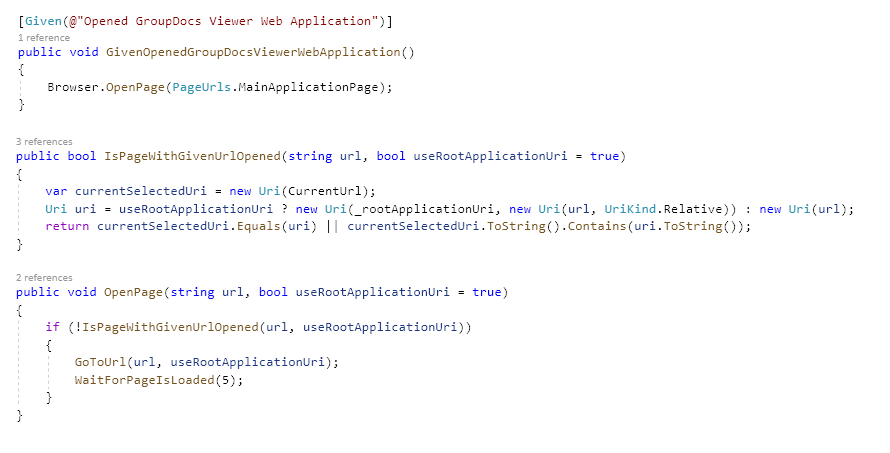 [Given(@"Opened GroupDocs Viewer Web Application")]
1 reference
public void GivenOpenedGroupDocsViewerWebApplication()
{
Browser.OpenPage(PageUrls.MainApplicationPage);
}
3 references
public bool IsPageWithGivenUrlOpened(string url, bool useRootApplicationUri = true)
{
var currentSelectedUri = new Uri(CurrentUrl);
Uri uri = useRootApplicationUri ? new Uri(_rootApplicationUri, new Uri(url, UriKind.Relative)) : new Uri(url);
return currentSelectedUri.Equals(uri) || currentSelectedUri.ToString().Contains(uri.ToString());
}
2 references
public void OpenPage(string url, bool useRootApplicationUri = true)
{
if (!IsPageWithGivenUrlOpened(url, useRootApplicationUri))
{
GoToUrl(url, useRootApplicationUri);
WaitForPageIsLoaded(5);
}
}